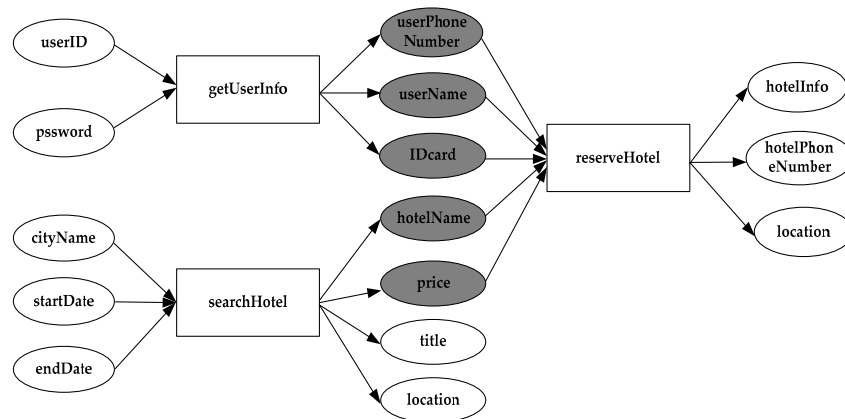 userID
pssword
getUserInfo
userPhone
Number
userName
IDcard
cityName
startDate
endDate
searchHotel
hotelName
price
title
location
reserveHotel
hotelInfo
hotelPhon
eNumber
location